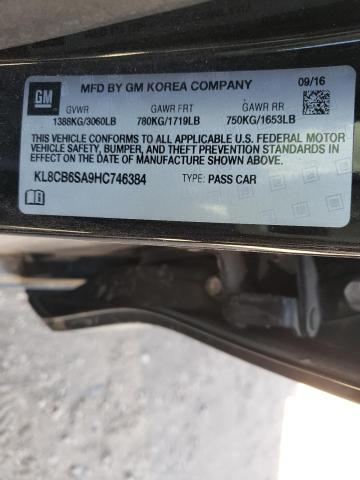 MFD BY GM KOREA COMPANY 09/16
GM
GVWR GAWR FRT GAWR RR
1388KG/3060LB 780KG/1719LB 750KG/1653LB
THIS VEHICLE CONFORMS TO ALL APPLICABLE U.S. FEDERAL MOTOR
VEHICLE SAFETY, BUMPER, AND THEFT PREVENTION STANDARDS IN
EFFECT ON THE DATE OF MANUFACTURE SHOWN ABOVE.
KL8CB6SA9HC746384 TYPE: PASS CAR